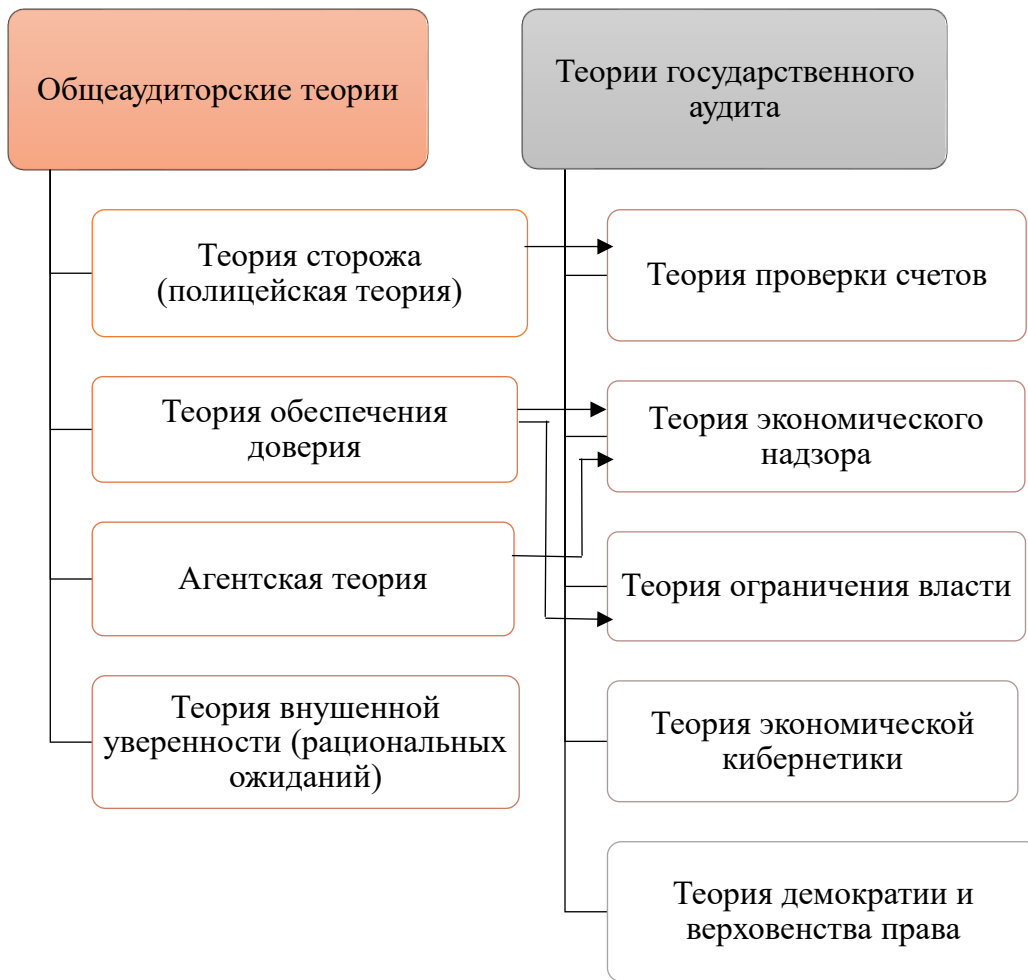 Общеаудиторские теории
Теория сторожа
(полицейская теория)
Теория обеспечения
доверия
Агентская теория
Теория внушенной
уверенности (рациональных
ожиданий)
Теории государственного
аудита
Теория проверки счетов
Теория экономического
надзора
Теория ограничения власти
Теория экономической
кибернетики
Теория демократии и
верховенства права